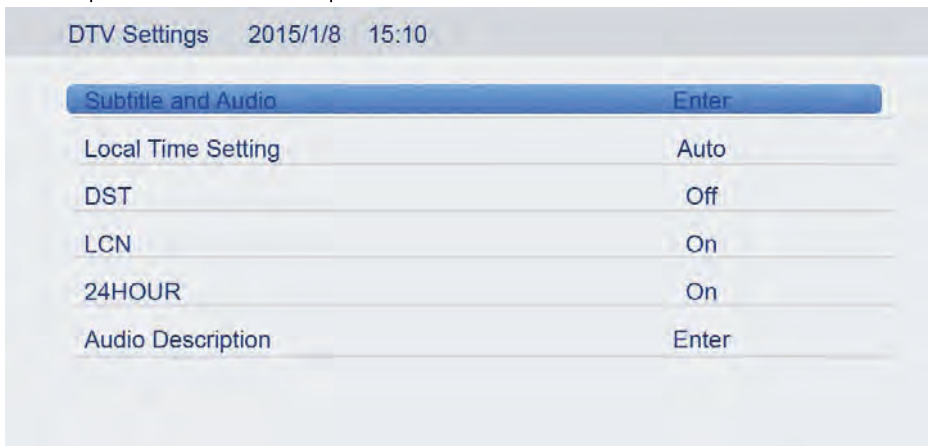 DTV Settings 2015/1/8 15:10
Subtitle and Audio Enter
Local Time Setting Auto
DST Off
LCN On
24HOUR On
Audio Description Enter